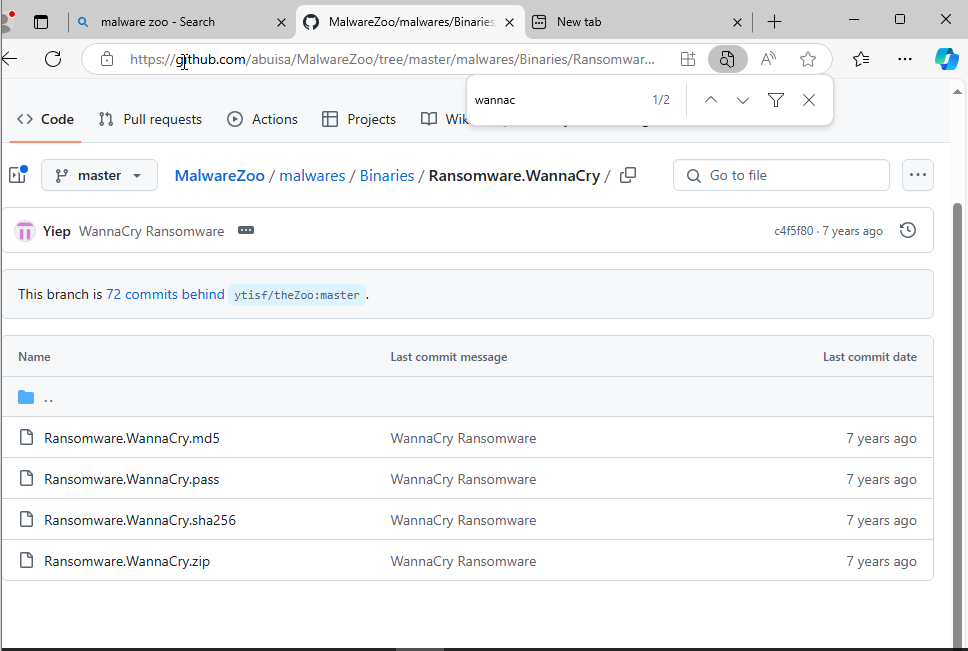 malware zoo - Search
MalwareZoo/malwares/Binaries.
New tab
https://github.com/abuisa/MalwareZoo/tree/master/malwares/Binaries/Ransomwar...
wannac 1/2
Code Pull requests Actions Projects Wik
master MalwareZoo / malwares / Binaries / Ransomware.WannaCry / Go to file
Yiep WannaCry Ransomware c4f5f80 · 7 years ago
This branch is 72 commits behind ytisf/theZoo:master .
Name Last commit message Last commit date
..
Ransomware.WannaCry.md5 WannaCry Ransomware 7 years ago
Ransomware.WannaCry.pass WannaCry Ransomware 7 years ago
Ransomware.WannaCry.sha256 WannaCry Ransomware 7 years ago
Ransomware.WannaCry.zip WannaCry Ransomware 7 years ago